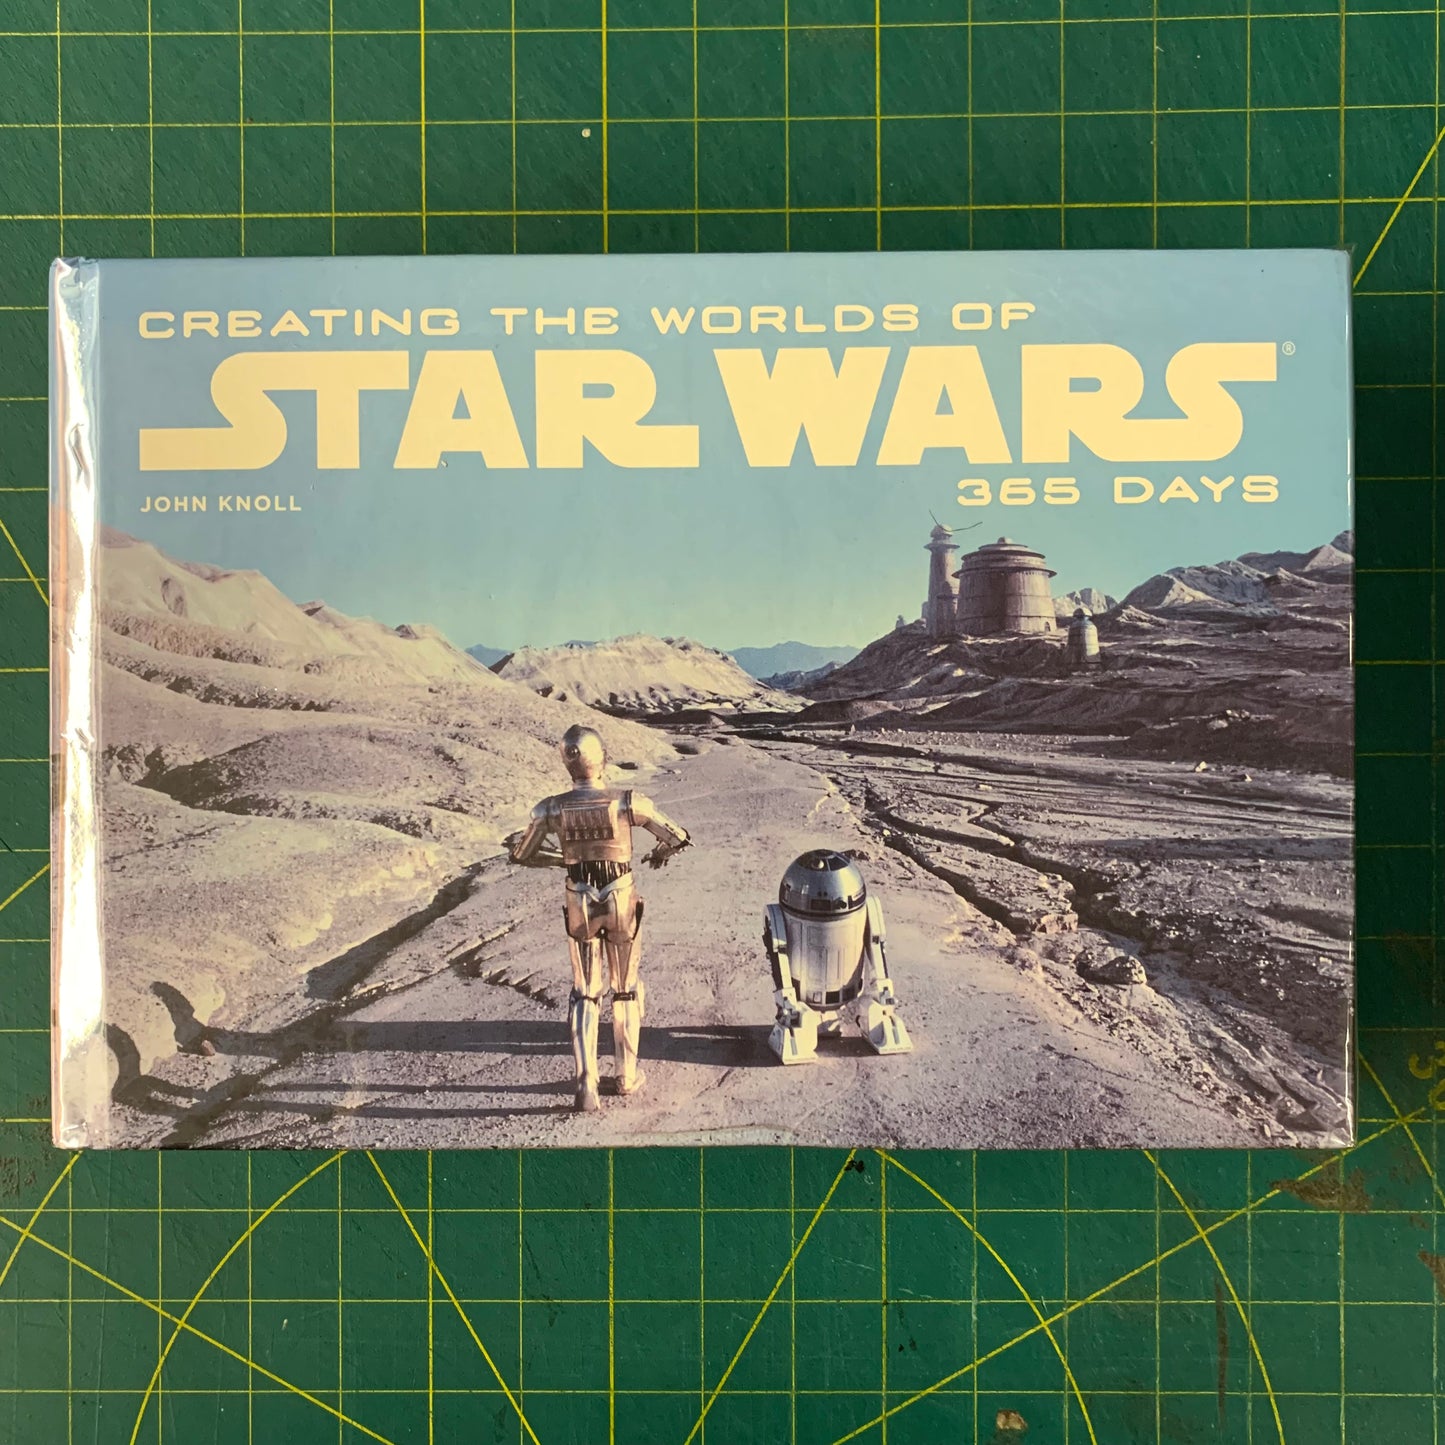 CREATING THE WORLDS OF
STAR WARS®
365 DAYS
JOHN KNOLL